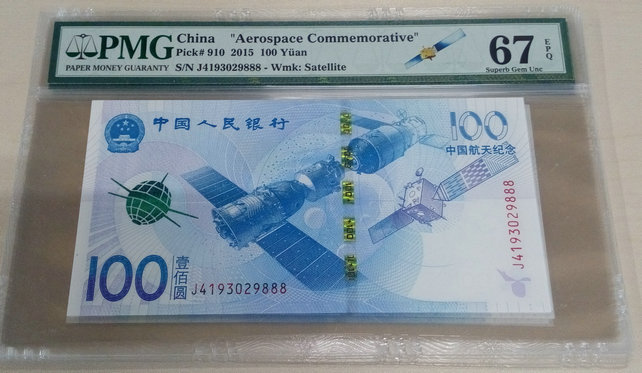 PMG
PAPER MONEY GUARANTY
China "Aerospace Commemorative"
Pick# 910 2015 100 Yüan
S/N J4193029888 - Wmk: Satellite
67 EPQ
Superb Gem Unc
中国人民银行
100
中国航天纪念
J4193029888
100
壹佰圆
J4193029888